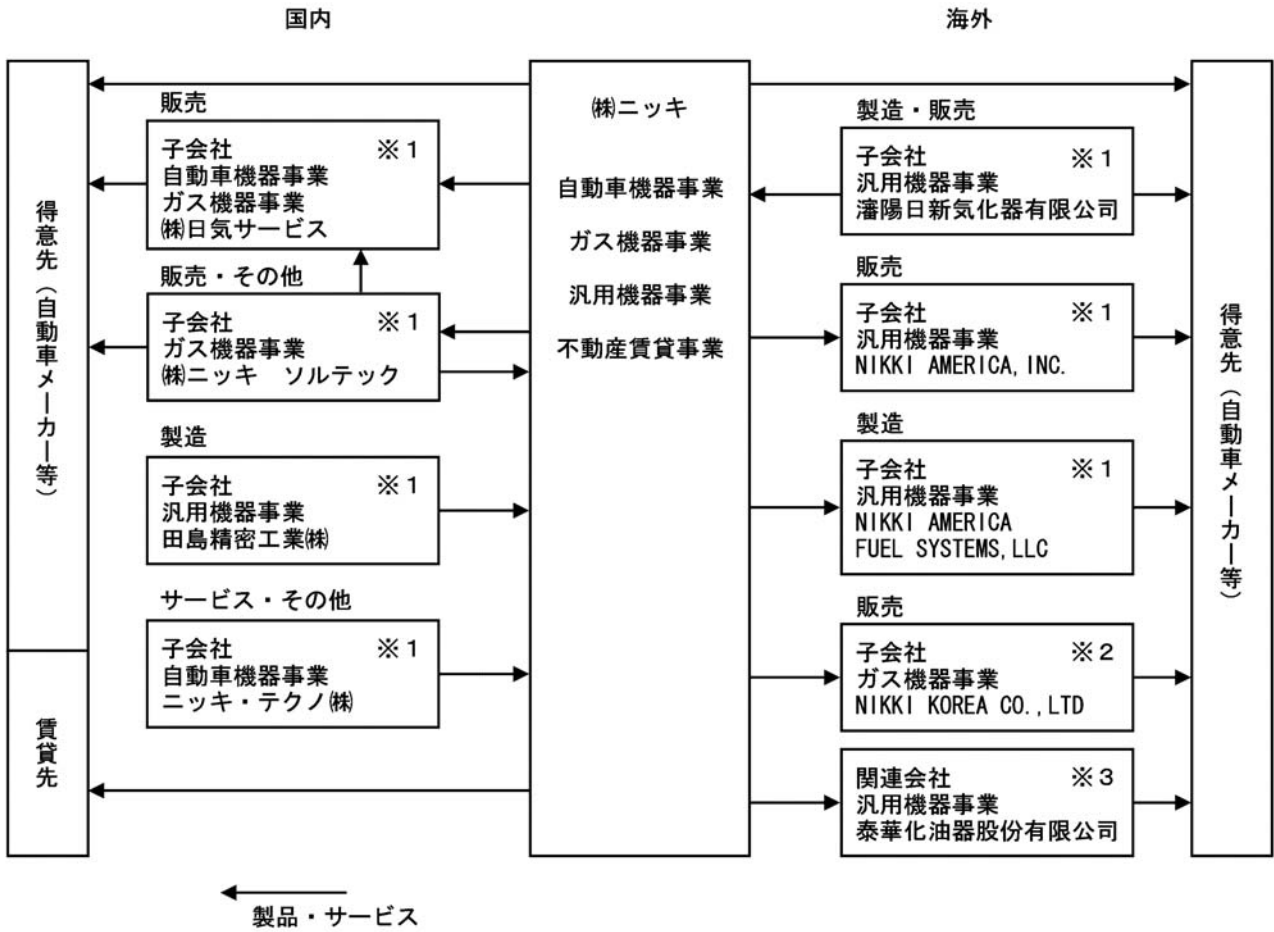 国内
海外
得意先（自動車メーカー等）
賃貸先
販売
子会社 ※1
自動車機器事業
ガス機器事業
㈱日気サービス
販売・その他
子会社 ※1
ガス機器事業
㈱ニッキ　ソルテック
製造
子会社 ※1
汎用機器事業
田島精密工業㈱
サービス・その他
子会社 ※1
自動車機器事業
ニッキ・テクノ㈱
㈱ニッキ
自動車機器事業
ガス機器事業
汎用機器事業
不動産賃貸事業
製造・販売
子会社 ※1
汎用機器事業
瀋陽日新気化器有限公司
販売
子会社 ※1
汎用機器事業
NIKKI AMERICA, INC.
製造
子会社 ※1
汎用機器事業
NIKKI AMERICA
FUEL SYSTEMS, LLC
販売
子会社 ※2
ガス機器事業
NIKKI KOREA CO., LTD
関連会社 ※3
汎用機器事業
泰華化油器股份有限公司
得意先（自動車メーカー等）
製品・サービス